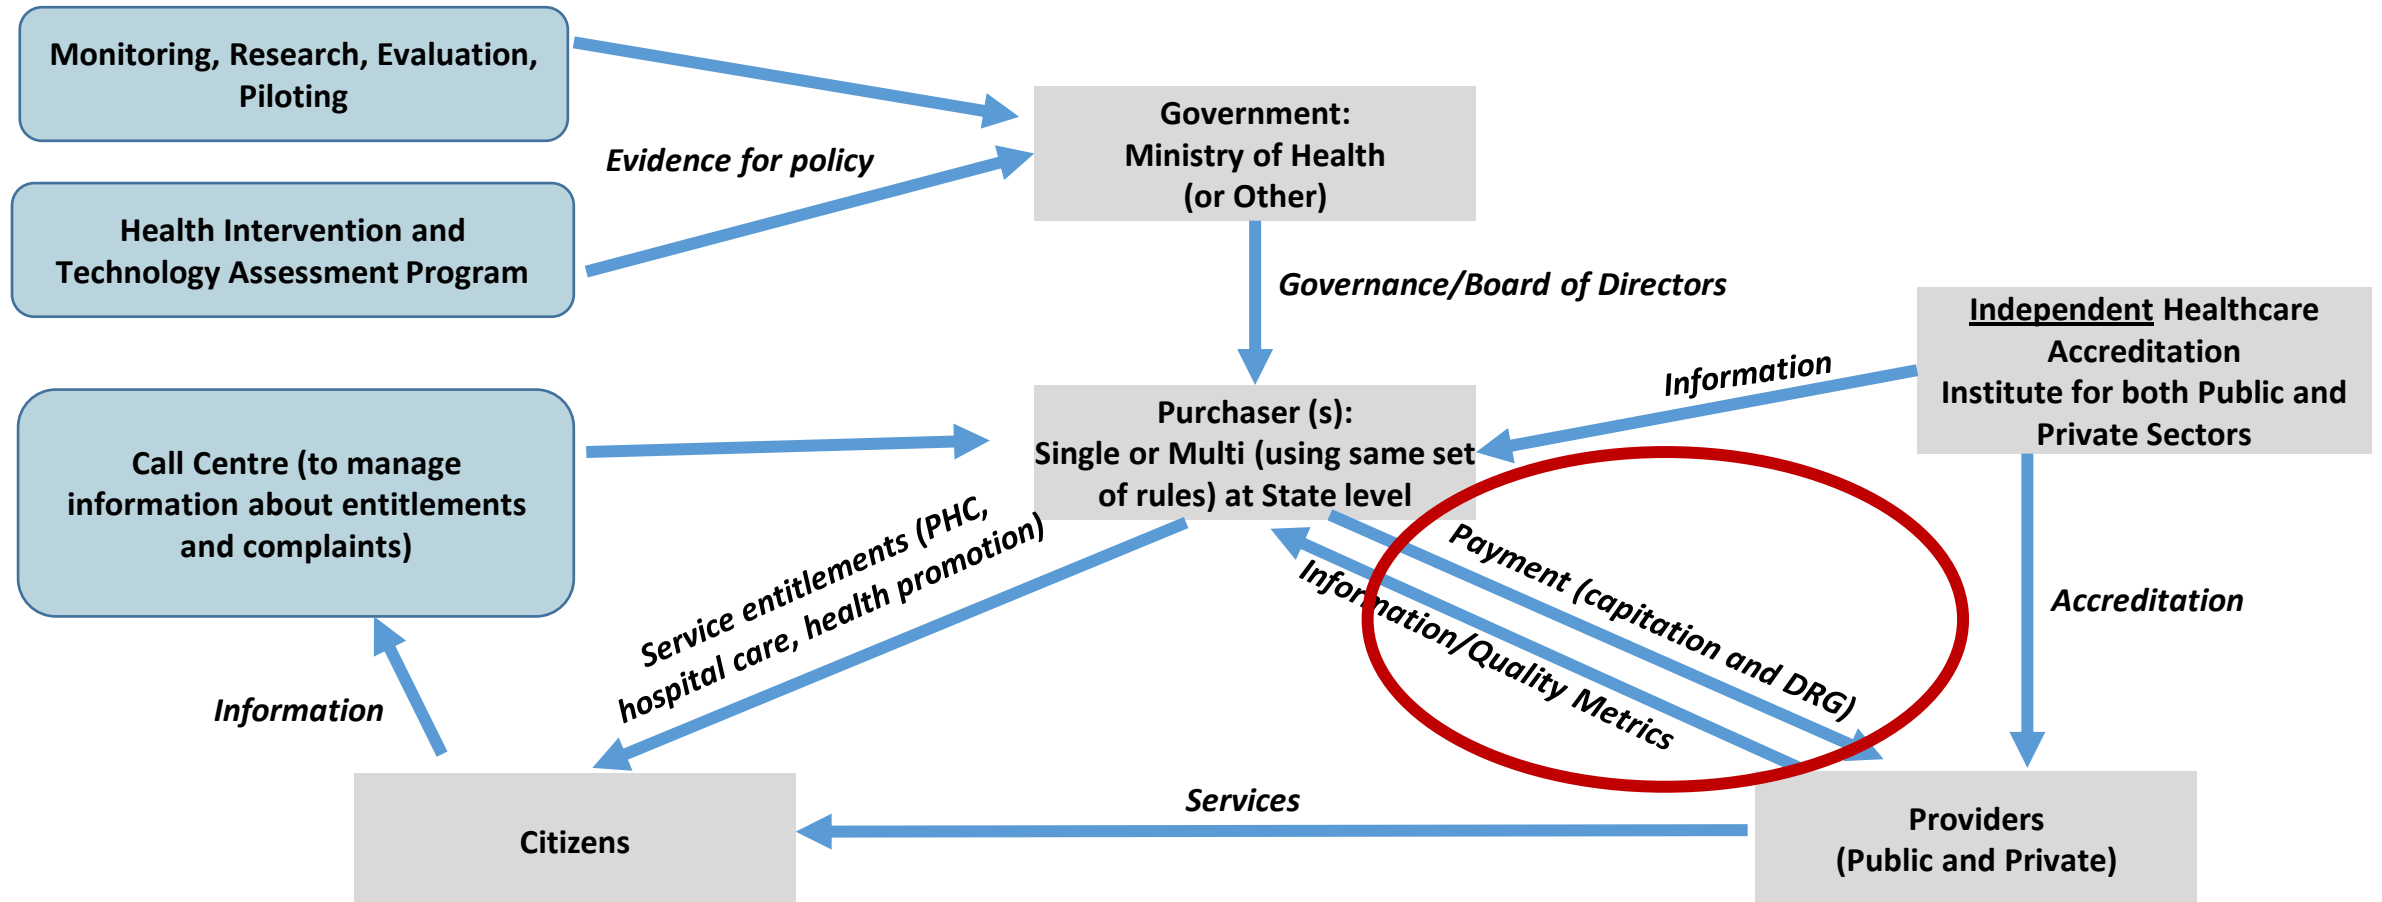 Monitoring, Research, Evaluation,
Piloting
Government:
Ministry of Health
(or Other)
Evidence for policy
Health Intervention and
Technology Assessment Program
Governance/Board of Directors
Independent Healthcare
Accreditation
Institute for both Public and
Private Sectors
Information
Purchaser (s):
Single or Multi (using same set
of rules) at State level
Call Centre (to manage
information about entitlements
and complaints)
Service entitlements (PHC,
hospital care, health promotion)
Payment (capitation and DRG)
Information/Quality Metrics
Accreditation
Information
Services
Citizens
Providers
(Public and Private)